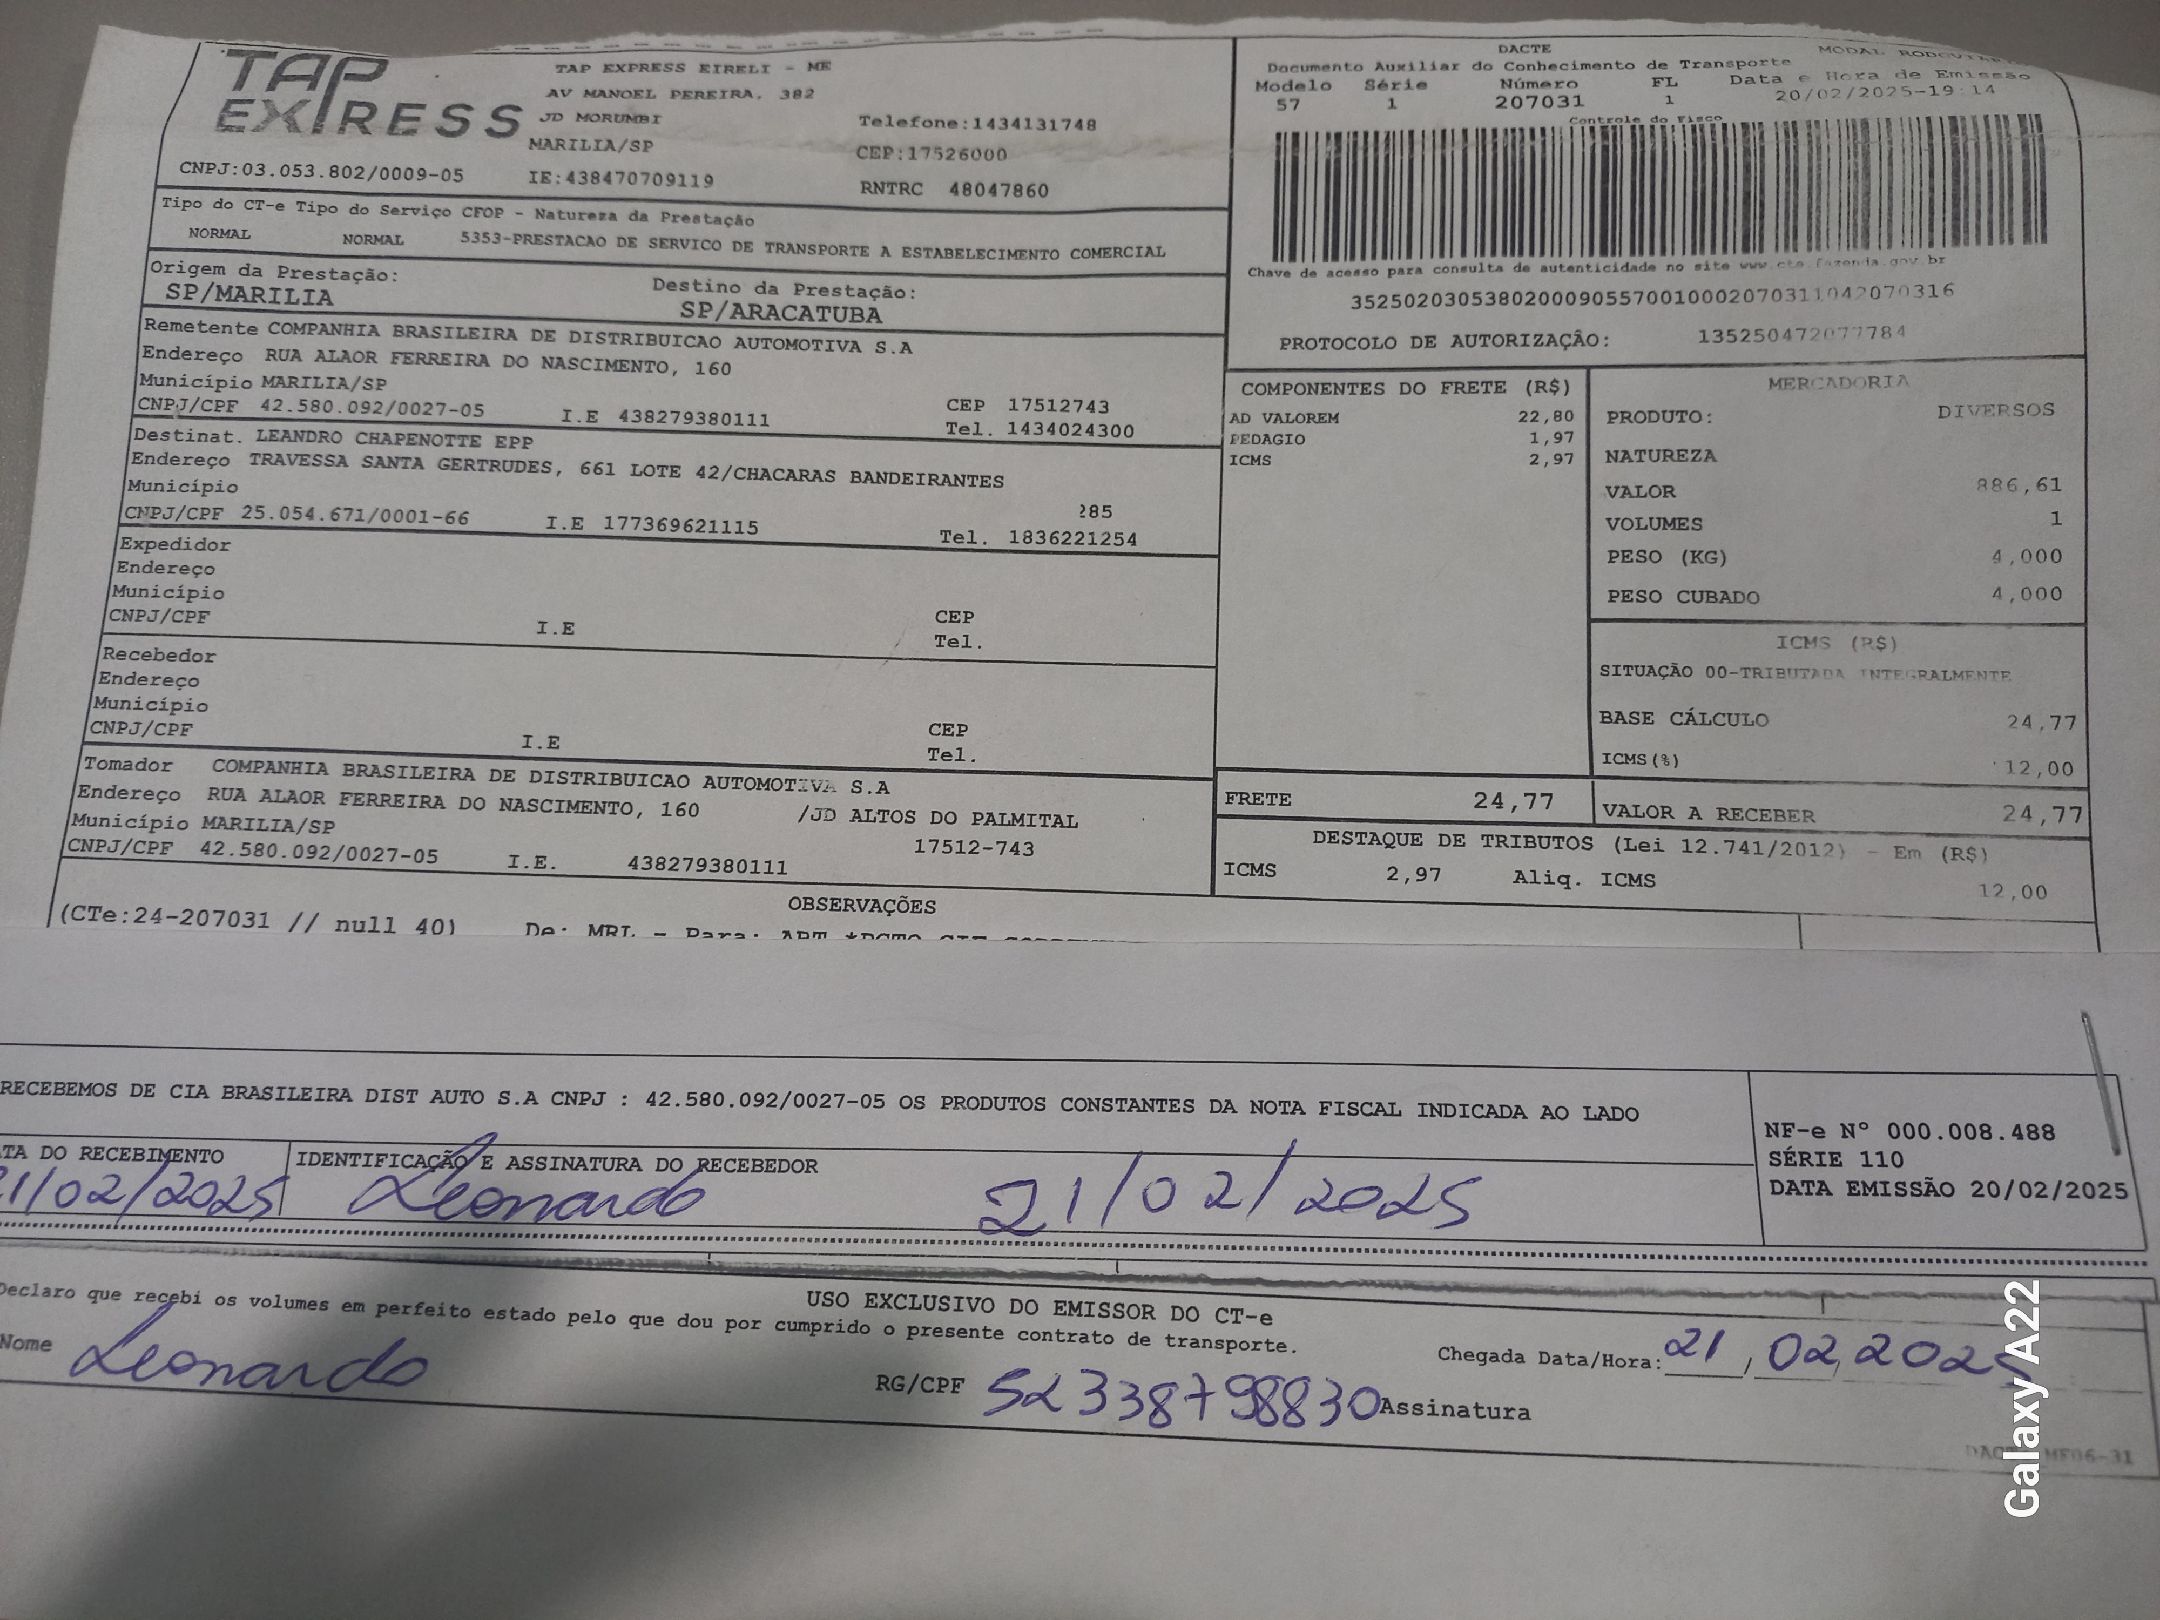 TAP EXPRESS
TAP EXPRESS EIRELI - ME
AV MANOEL PEREIRA, 382
JD MORUMBI
MARILIA/SP
Telefone:1434131748
CEP:17526000
CNPJ:03.053.802/0009-05 IE:438470709119 RNTRC 48047860
DACTE
Documento Auxiliar do Conhecimento de Transporte
Modelo Série Número FL Data e Hora de Emissão
57 1 207031 1 20/02/2025-19:14
Controle do Fisco
Chave de acesso para consulta de autenticidade no site www.cte.fazenda.gov.br
35250203053802000905570010002070311042070316
PROTOCOLO DE AUTORIZAÇÃO: 135250472077784
Tipo do CT-e Tipo do Serviço CFOP - Natureza da Prestação
NORMAL NORMAL 5353-PRESTACAO DE SERVICO DE TRANSPORTE A ESTABELECIMENTO COMERCIAL
Origem da Prestação: Destino da Prestação:
SP/MARILIA SP/ARACATUBA
Remetente COMPANHIA BRASILEIRA DE DISTRIBUICAO AUTOMOTIVA S.A
Endereço RUA ALAOR FERREIRA DO NASCIMENTO, 160
Município MARILIA/SP CEP 17512743
CNPJ/CPF 42.580.092/0027-05 I.E 438279380111 Tel. 1434024300
Destinat. LEANDRO CHAPENOTTE EPP
Endereço TRAVESSA SANTA GERTRUDES, 661 LOTE 42/CHACARAS BANDEIRANTES
Município 285
CNPJ/CPF 25.054.671/0001-66 I.E 177369621115 Tel. 1836221254
Expedidor
Endereço
Município
CNPJ/CPF I.E CEP
Tel.
Recebedor
Endereço
Município
CNPJ/CPF I.E CEP
Tel.
Tomador COMPANHIA BRASILEIRA DE DISTRIBUICAO AUTOMOTIVA S.A
Endereço RUA ALAOR FERREIRA DO NASCIMENTO, 160 /JD ALTOS DO PALMITAL
Município MARILIA/SP 17512-743
CNPJ/CPF 42.580.092/0027-05 I.E. 438279380111
COMPONENTES DO FRETE (R$)
AD VALOREM 22,80
PEDAGIO 1,97
ICMS 2,97
MERCADORIA
PRODUTO: DIVERSOS
NATUREZA
VALOR 886,61
VOLUMES 1
PESO (KG) 4,000
PESO CUBADO 4,000
ICMS (R$)
SITUAÇÃO 00-TRIBUTADA INTEGRALMENTE
BASE CÁLCULO 24,77
ICMS(%) 12,00
FRETE 24,77 VALOR A RECEBER 24,77
DESTAQUE DE TRIBUTOS (Lei 12.741/2012) - Em (R$)
ICMS 2,97 Aliq. ICMS 12,00
OBSERVAÇÕES
(CTe:24-207031 // null 40) De: MRL - Para: ART
RECEBEMOS DE CIA BRASILEIRA DIST AUTO S.A CNPJ : 42.580.092/0027-05 OS PRODUTOS CONSTANTES DA NOTA FISCAL INDICADA AO LADO
NF-e Nº 000.008.488
SÉRIE 110
DATA EMISSÃO 20/02/2025
TA DO RECEBIMENTO IDENTIFICAÇÃO E ASSINATURA DO RECEBEDOR
21/02/2025 Leonardo 21/02/2025
USO EXCLUSIVO DO EMISSOR DO CT-e
Declaro que recebi os volumes em perfeito estado pelo que dou por cumprido o presente contrato de transporte.
Nome Leonardo RG/CPF 52338798830 Assinatura
Chegada Data/Hora: 21/02/2025
Galaxy A22